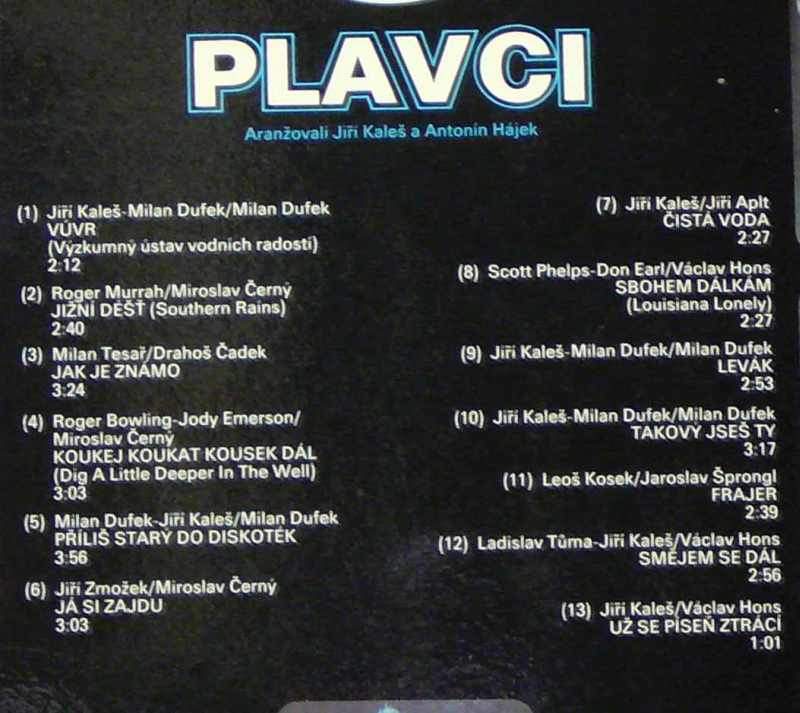 PLAVCI
Aranžovali Jiří Kaleš a Antonín Hájek
(1) Jiří Kaleš-Milan Dufek/Milan Dufek
VÚVR
(Výzkumný ústav vodních radostí)
2:12
(2) Roger Murrah/Miroslav Černý
JIŽNÍ DÉŠŤ (Southern Rains)
2:40
(3) Milan Tesař/Drahoš Čadek
JAK JE ZNÁMO
3:24
(4) Roger Bowling-Jody Emerson/
Miroslav Černý
KOUKEJ KOUKAT KOUSEK DÁL
(Dig A Little Deeper In The Well)
3:03
(5) Milan Dufek-Jiří Kaleš/Milan Dufek
PŘÍLIŠ STARÝ DO DISKOTÉK
3:56
(6) Jiří Zmožek/Miroslav Černý
JÁ SI ZAJDU
3:03
(7) Jiří Kaleš/Jiří Aplt
ČISTÁ VODA
2:27
(8) Scott Phelps-Don Earl/Václav Hons
SBOHEM DÁLKÁM
(Louisiana Lonely)
2:27
(9) Jiří Kaleš-Milan Dufek/Milan Dufek
LEVÁK
2:53
(10) Jiří Kaleš-Milan Dufek/Milan Dufek
TAKOVÝ JSEŠ TY
3:17
(11) Leoš Kosek/Jaroslav Šprongl
FRAJER
2:39
(12) Ladislav Tůma-Jiří Kaleš/Václav Hons
SMĚJEM SE DÁL
2:56
(13) Jiří Kaleš/Václav Hons
UŽ SE PÍSEŇ ZTRÁCÍ
1:01